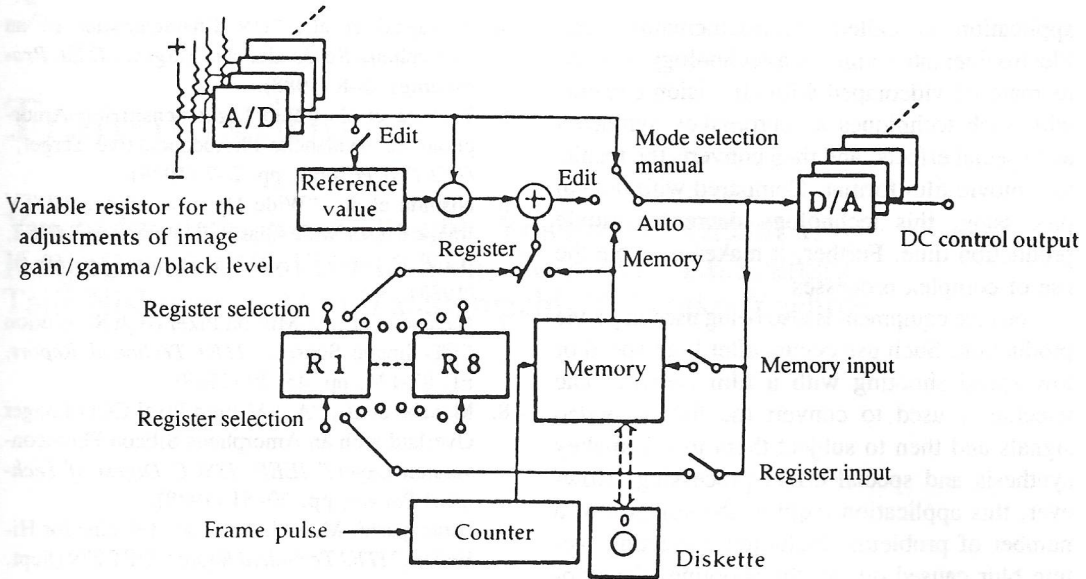 +
A/D
–
Edit
Reference
value
–
+
Edit
Mode selection
manual
Auto
D/A
DC control output
Variable resistor for the
adjustments of image
gain/gamma/black level
Register
Memory
Register selection
R1
R8
Memory
Memory input
Register selection
Register input
Frame pulse
Counter
Diskette